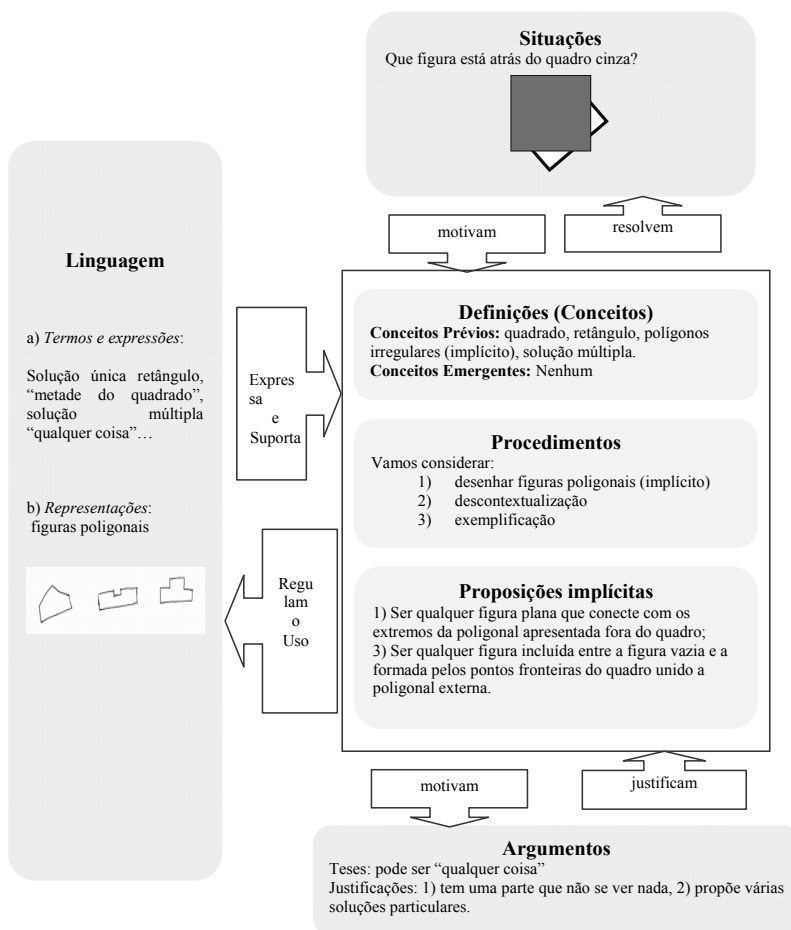 Situações
Que figura está atrás do quadro cinza?
motivam
resolvem
Linguagem
a) Termos e expressões:
Solução única retângulo,
“metade do quadrado”,
solução múltipla
“qualquer coisa”…
b) Representações:
figuras poligonais
Expres
sa
e
Suporta
Regu
lam
o
Uso
Definições (Conceitos)
Conceitos Prévios: quadrado, retângulo, polígonos
irregulares (implícito), solução múltipla.
Conceitos Emergentes: Nenhum
Procedimentos
Vamos considerar:
1) desenhar figuras poligonais (implícito)
2) descontextualização
3) exemplificação
Proposições implícitas
1) Ser qualquer figura plana que conecte com os
extremos da poligonal apresentada fora do quadro;
3) Ser qualquer figura incluída entre a figura vazia e a
formada pelos pontos fronteiras do quadro unido a
poligonal externa.
motivam
justificam
Argumentos
Teses: pode ser “qualquer coisa”
Justificações: 1) tem uma parte que não se ver nada, 2) propõe várias
soluções particulares.